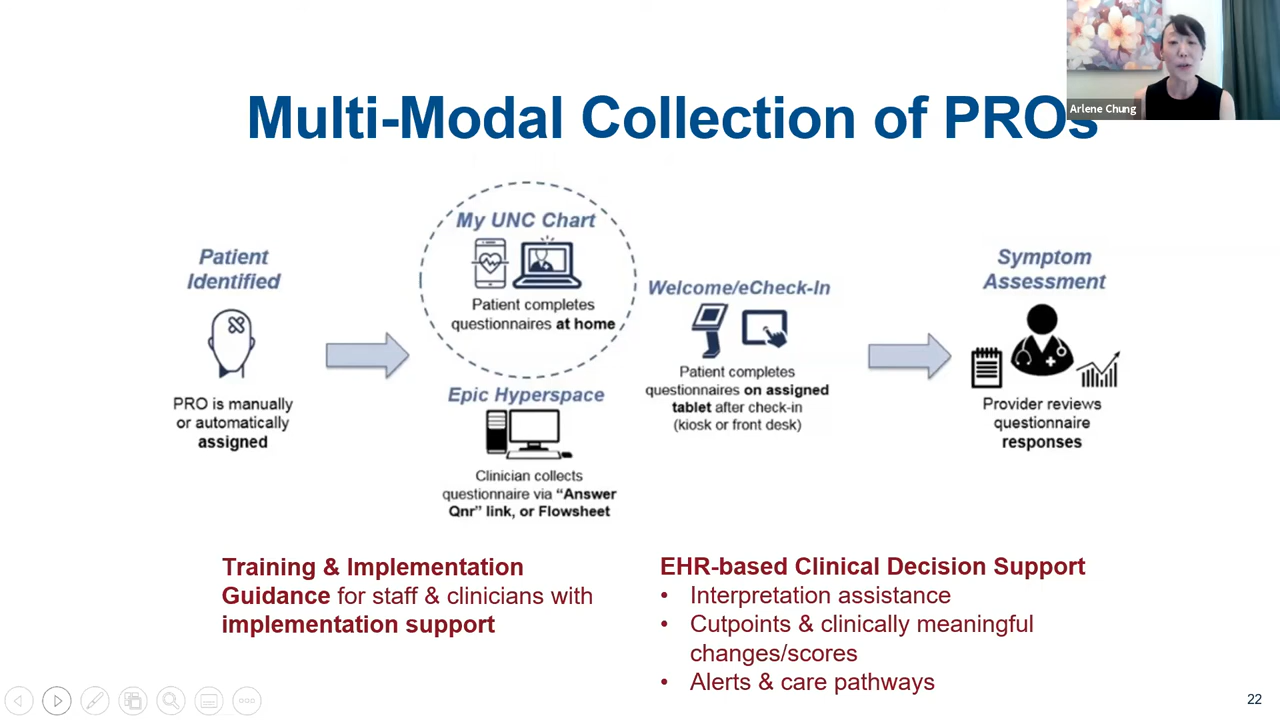 Multi-Modal Collection of PROs
Arlene Chung
Patient
Identified
PRO is manually
or automatically
assigned
My UNC Chart
Patient completes
questionnaires at home
Epic Hyperspace
Clinician collects
questionnaire via “Answer
Qnr” link, or Flowsheet
Welcome/eCheck-In
Patient completes
questionnaires on assigned
tablet after check-in
(kiosk or front desk)
Symptom
Assessment
Provider reviews
questionnaire
responses
Training & Implementation
Guidance for staff & clinicians with
implementation support
EHR-based Clinical Decision Support
• Interpretation assistance
• Cutpoints & clinically meaningful
changes/scores
• Alerts & care pathways
22